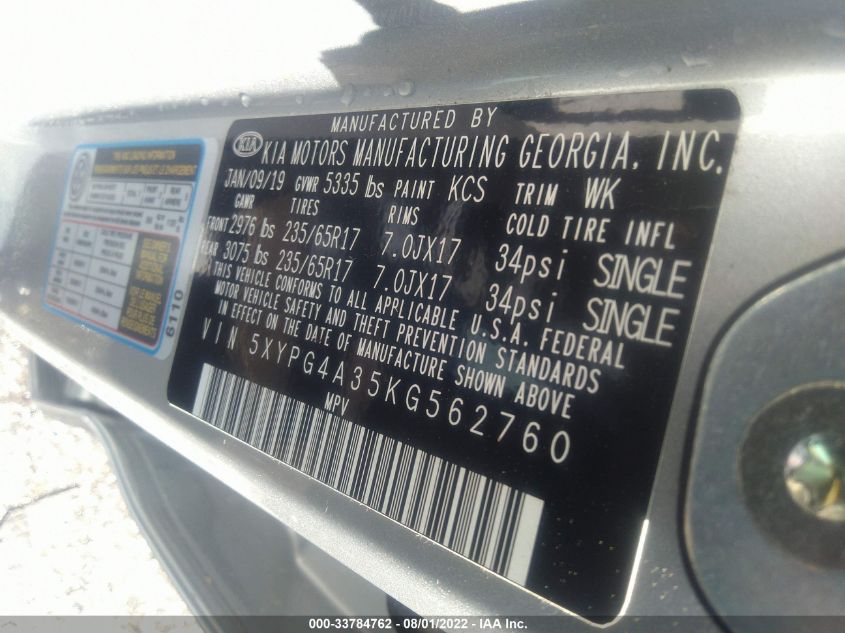 MANUFACTURED BY
KIA KIA MOTORS MANUFACTURING GEORGIA, INC.
JAN/09/19 GVWR 5335 lbs PAINT KCS TRIM WK
GAWR TIRES RIMS COLD TIRE INFL
FRONT 2976 lbs 235/65R17 7.0JX17 34psi SINGLE
REAR 3075 lbs 235/65R17 7.0JX17 34psi SINGLE
THIS VEHICLE CONFORMS TO ALL APPLICABLE U.S.A. FEDERAL
MOTOR VEHICLE SAFETY AND THEFT PREVENTION STANDARDS
IN EFFECT ON THE DATE OF MANUFACTURE SHOWN ABOVE
VIN 5XYPG4A35KG562760
MPV
6110
000-33784762 - 08/01/2022 - IAA Inc.